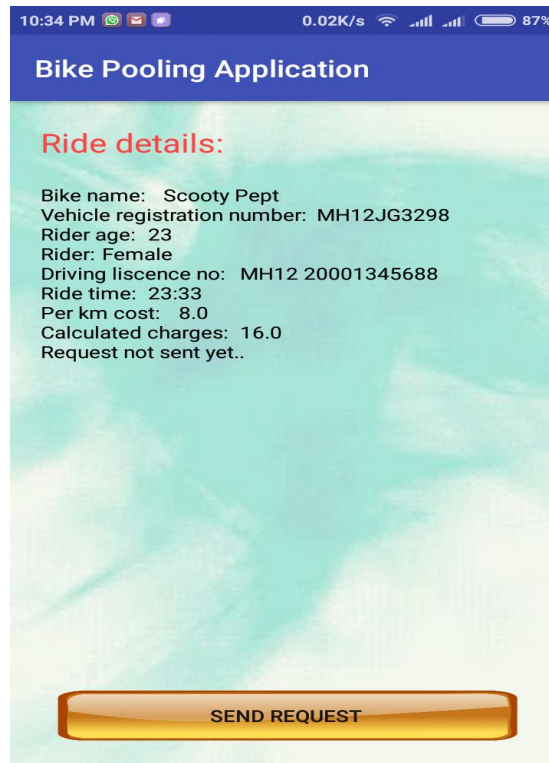 10:34 PM 0.02K/s 87%
Bike Pooling Application
Ride details:
Bike name: Scooty Pept
Vehicle registration number: MH12JG3298
Rider age: 23
Rider: Female
Driving liscence no: MH12 20001345688
Ride time: 23:33
Per km cost: 8.0
Calculated charges: 16.0
Request not sent yet..
SEND REQUEST